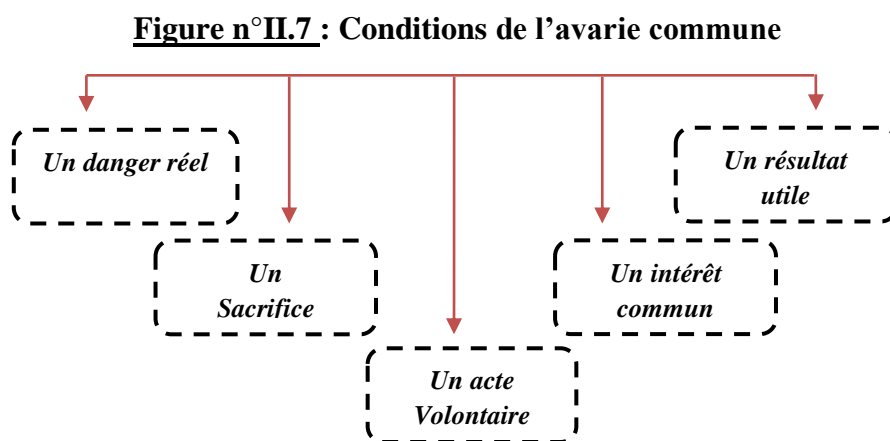 Figure n°II.7 : Conditions de l’avarie commune
Un danger réel
Un
Sacrifice
Un acte
Volontaire
Un intérêt
commun
Un résultat
utile